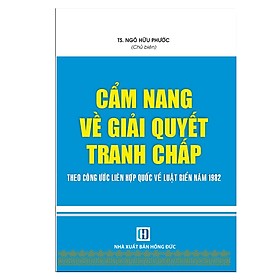 TS. NGÔ HỮU PHƯỚC
(Chủ biên)
CẨM NANG
VỀ GIẢI QUYẾT
TRANH CHẤP
THEO CÔNG ƯỚC LIÊN HỢP QUỐC VỀ LUẬT BIỂN NĂM 1982
NHÀ XUẤT BẢN HỒNG ĐỨC